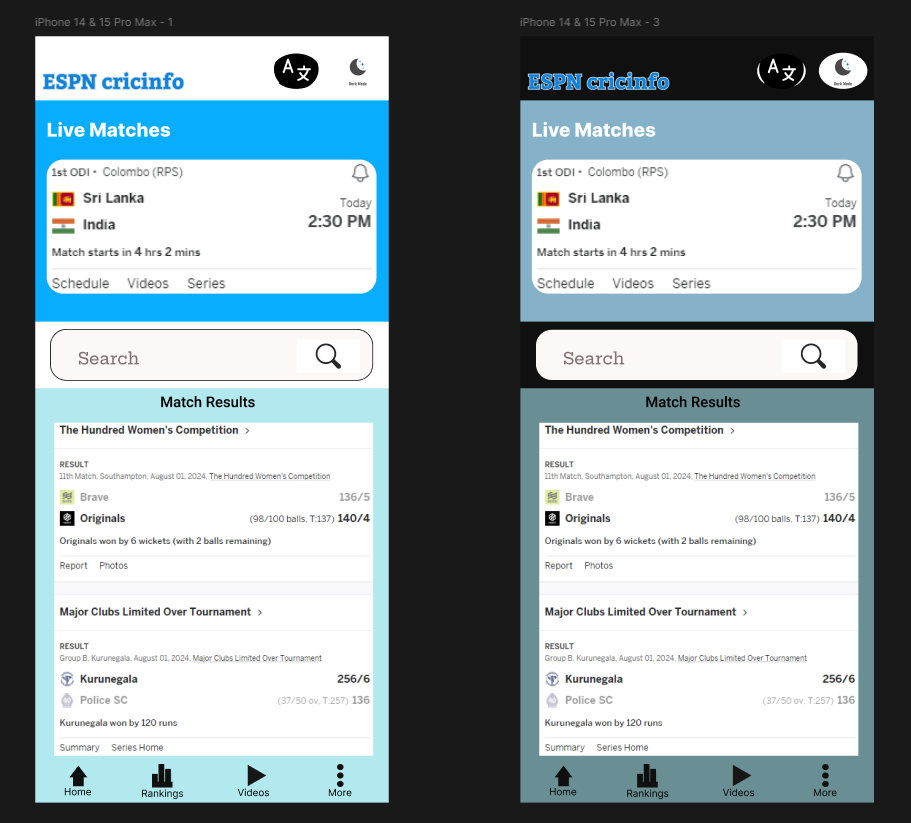 iPhone 14 & 15 Pro Max - 1
ESPN cricinfo
A文
Dark Mode
Live Matches
1st ODI • Colombo (RPS)
Sri Lanka
Today
India
2:30 PM
Match starts in 4 hrs 2 mins
Schedule Videos Series
Search
Match Results
The Hundred Women's Competition >
RESULT
11th Match, Southampton, August 01, 2024, The Hundred Women's Competition
Brave 136/5
Originals (98/100 balls, T:137) 140/4
Originals won by 6 wickets (with 2 balls remaining)
Report Photos
Major Clubs Limited Over Tournament >
RESULT
Group B, Kurunegala, August 01, 2024, Major Clubs Limited Over Tournament
Kurunegala 256/6
Police SC (37/50 ov, T:257) 136
Kurunegala won by 120 runs
Summary Series Home
Home Rankings Videos More
iPhone 14 & 15 Pro Max - 3
ESPN cricinfo
A文
Dark Mode
Live Matches
1st ODI • Colombo (RPS)
Sri Lanka
Today
India
2:30 PM
Match starts in 4 hrs 2 mins
Schedule Videos Series
Search
Match Results
The Hundred Women's Competition >
RESULT
11th Match, Southampton, August 01, 2024, The Hundred Women's Competition
Brave 136/5
Originals (98/100 balls, T:137) 140/4
Originals won by 6 wickets (with 2 balls remaining)
Report Photos
Major Clubs Limited Over Tournament >
RESULT
Group B, Kurunegala, August 01, 2024, Major Clubs Limited Over Tournament
Kurunegala 256/6
Police SC (37/50 ov, T:257) 136
Kurunegala won by 120 runs
Summary Series Home
Home Rankings Videos More